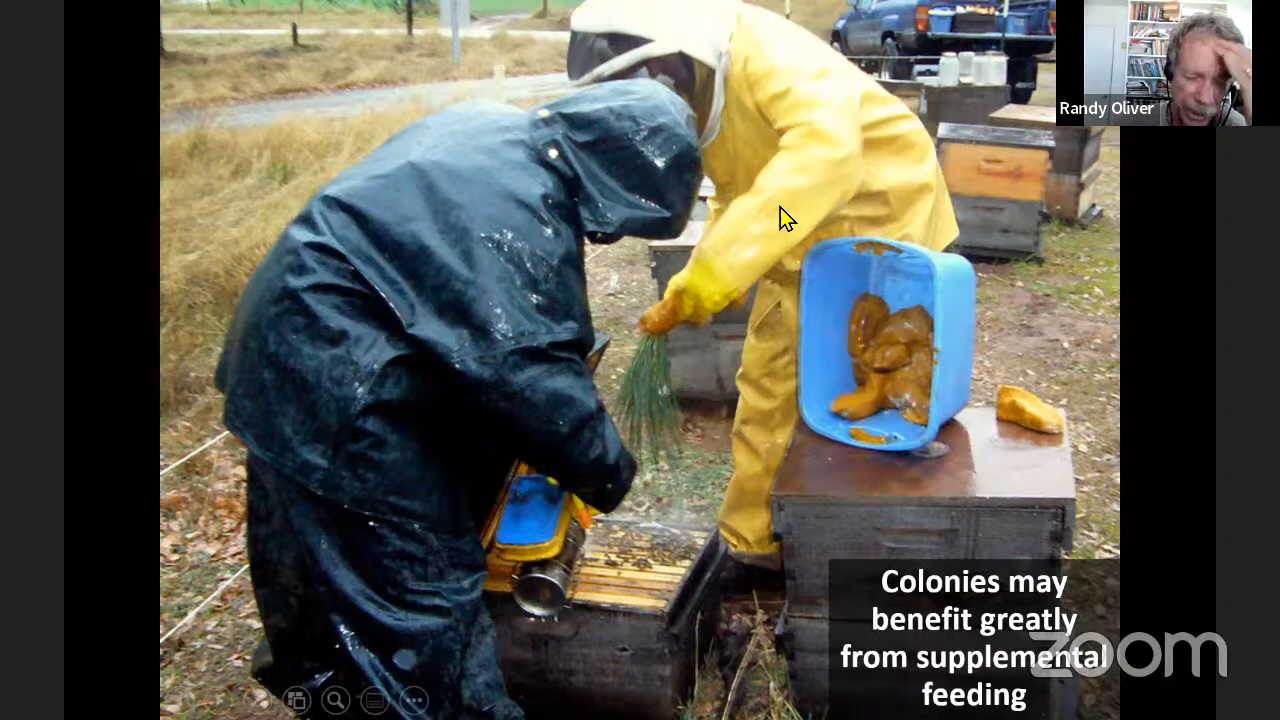 Randy Oliver
Colonies may
benefit greatly
from supplemental
feeding
zoom